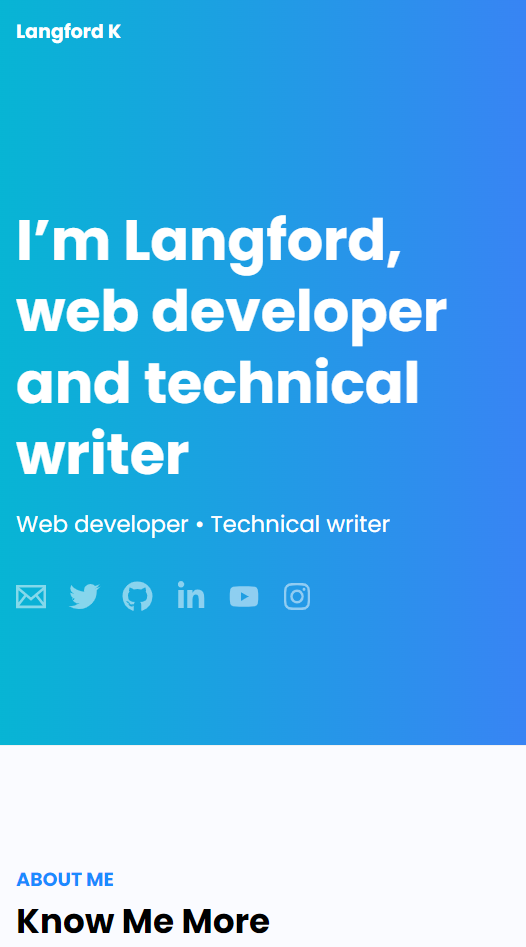 Langford K
I’m Langford,
web developer
and technical
writer
Web developer • Technical writer
ABOUT ME
Know Me More